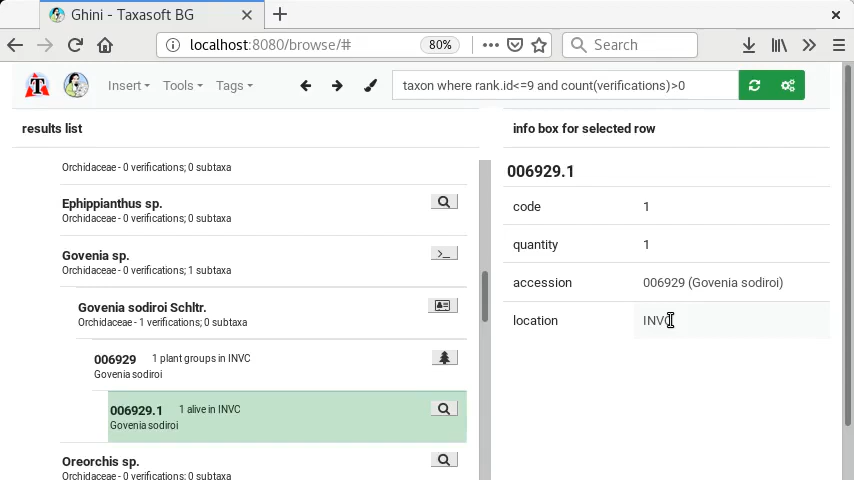 Ghini - Taxasoft BG
localhost:8080/browse/#
80%
Search
Insert
Tools
Tags
taxon where rank.id<=9 and count(verifications)>0
results list
info box for selected row
Orchidaceae - 0 verifications; 0 subtaxa
Ephippianthus sp.
Orchidaceae - 0 verifications; 0 subtaxa
Govenia sp.
Orchidaceae - 0 verifications; 1 subtaxa
>_
Govenia sodiroi Schltr.
Orchidaceae - 1 verifications; 0 subtaxa
006929 1 plant groups in INVC
Govenia sodiroi
006929.1 1 alive in INVC
Govenia sodiroi
Oreorchis sp.
Orchidaceae - 0 verifications; 0 subtaxa
006929.1
code 1
quantity 1
accession 006929 (Govenia sodiroi)
location INVC